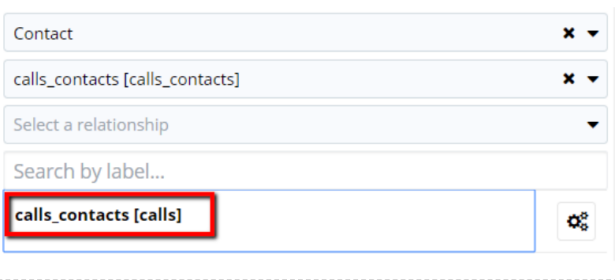 Contact
calls_contacts [calls_contacts]
Select a relationship
Search by label...
calls_contacts [calls]